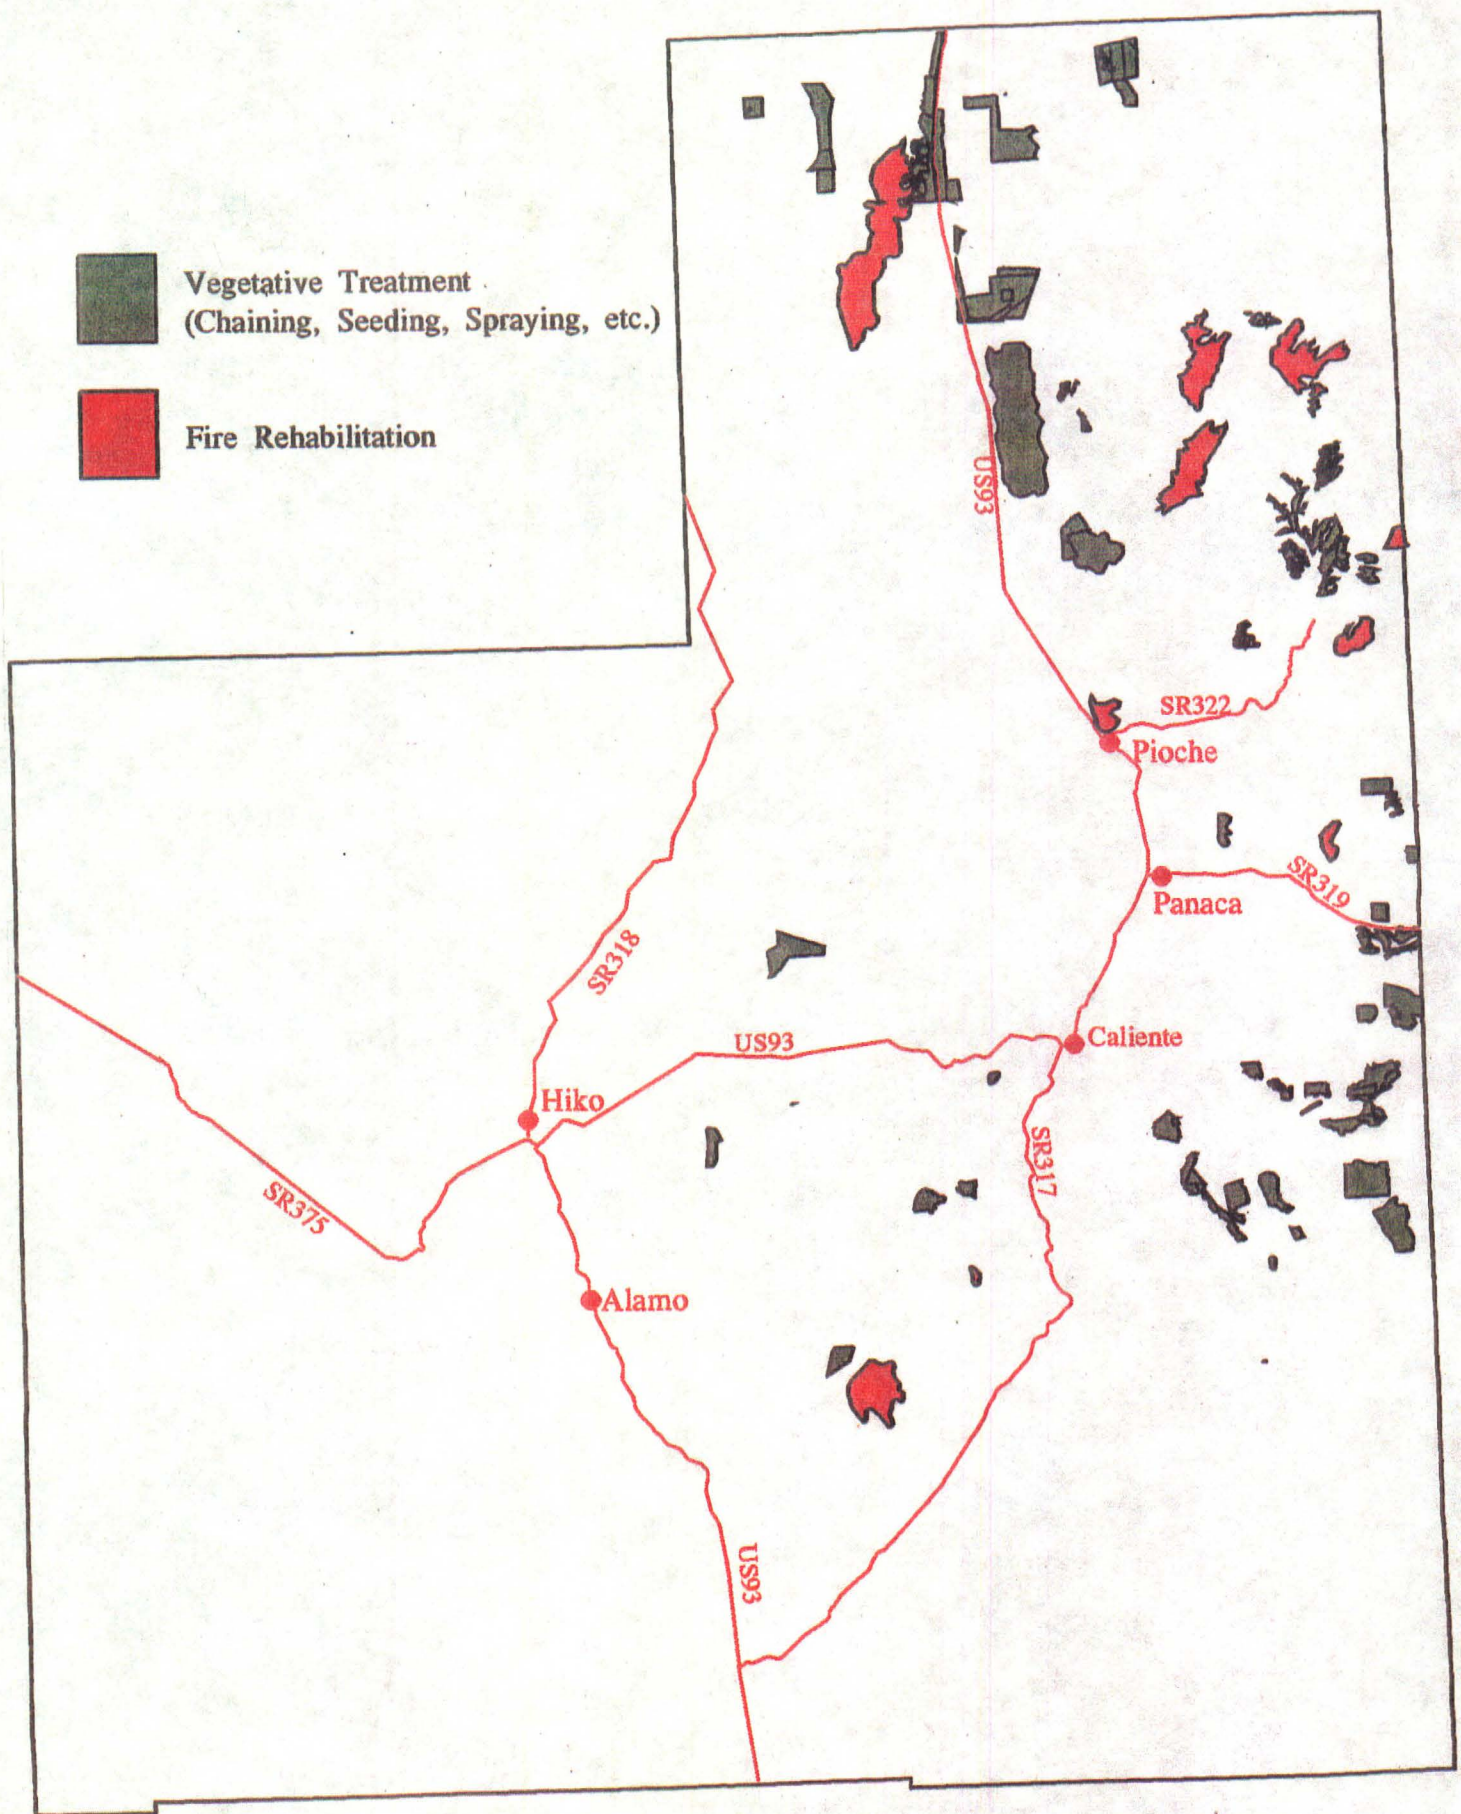 Vegetative Treatment
(Chaining, Seeding, Spraying, etc.)
Fire Rehabilitation
US93
SR322
Pioche
SR319
Panaca
SR318
US93
Caliente
Hiko
SR317
SR375
Alamo
US93